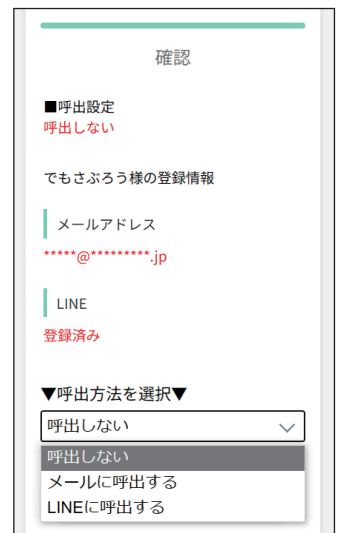 確認
■呼出設定
呼出しない
でもさぶろう様の登録情報
メールアドレス
*****@*********.jp
LINE
登録済み
▼呼出方法を選択▼
呼出しない
呼出しない
メールに呼出する
LINEに呼出する